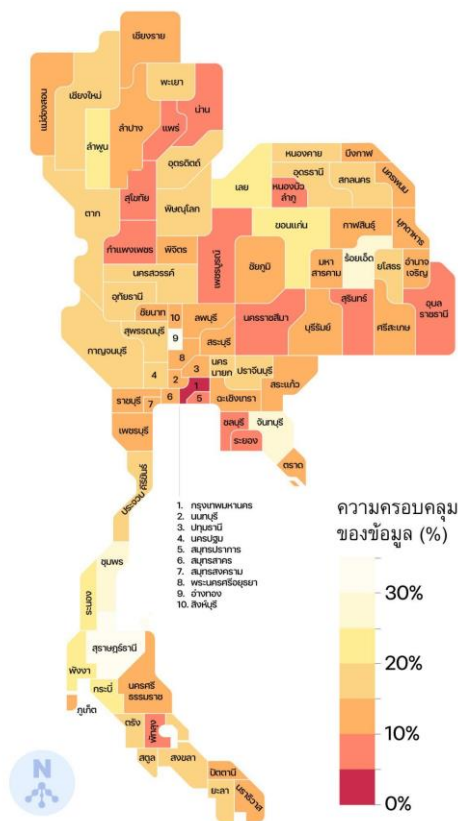 เชียงราย
เชียงใหม่
พะเยา
แม่ฮ่องสอน
น่าน
ลำปาง
แพร่
ลำพูน
อุตรดิตถ์
หนองคาย
บึงกาฬ
เลย
อุดรธานี
นครพนม
สกลนคร
หนองบัว
ลำภู
สุโขทัย
ตาก
พิษณุโลก
ขอนแก่น
กาฬสินธุ์
มุกดาหาร
กำแพงเพชร
พิจิตร
เพชรบูรณ์
ชัยภูมิ
มหา
สารคาม
ร้อยเอ็ด
ยโสธร
อำนาจ
เจริญ
นครสวรรค์
อุทัยธานี
ชัยนาท
10
ลพบุรี
นครราชสีมา
บุรีรัมย์
สุรินทร์
ศรีสะเกษ
อุบล
ราชธานี
สุพรรณบุรี
9
สระบุรี
กาญจนบุรี
8
นคร
นายก
ปราจีนบุรี
3
4
2
1
สระแก้ว
ราชบุรี
7
6
5
ฉะเชิงเทรา
เพชรบุรี
ชลบุรี
จันทบุรี
ระยอง
ตราด
ประจวบ คีรีขันธ์
1. กรุงเทพมหานคร
2 นนทบุรี
3 ปทุมธานี
4 นครปฐม
5 สมุทรปราการ
6 สมุทรสาคร
7 สมุทรสงคราม
8 พระนครศรีอยุธยา
9 อ่างทอง
10. สิงห์บุรี
ความครอบคลุม
ของข้อมูล (%)
30%
20%
10%
0%
ชุมพร
ระนอง
สุราษฎร์ธานี
พังงา
กระบี่
นครศรี
ธรรมราช
ภูเก็ต
ตรัง
พัทลุง
สตูล
สงขลา
ปัตตานี
ยะลา
นราธิวาส
N